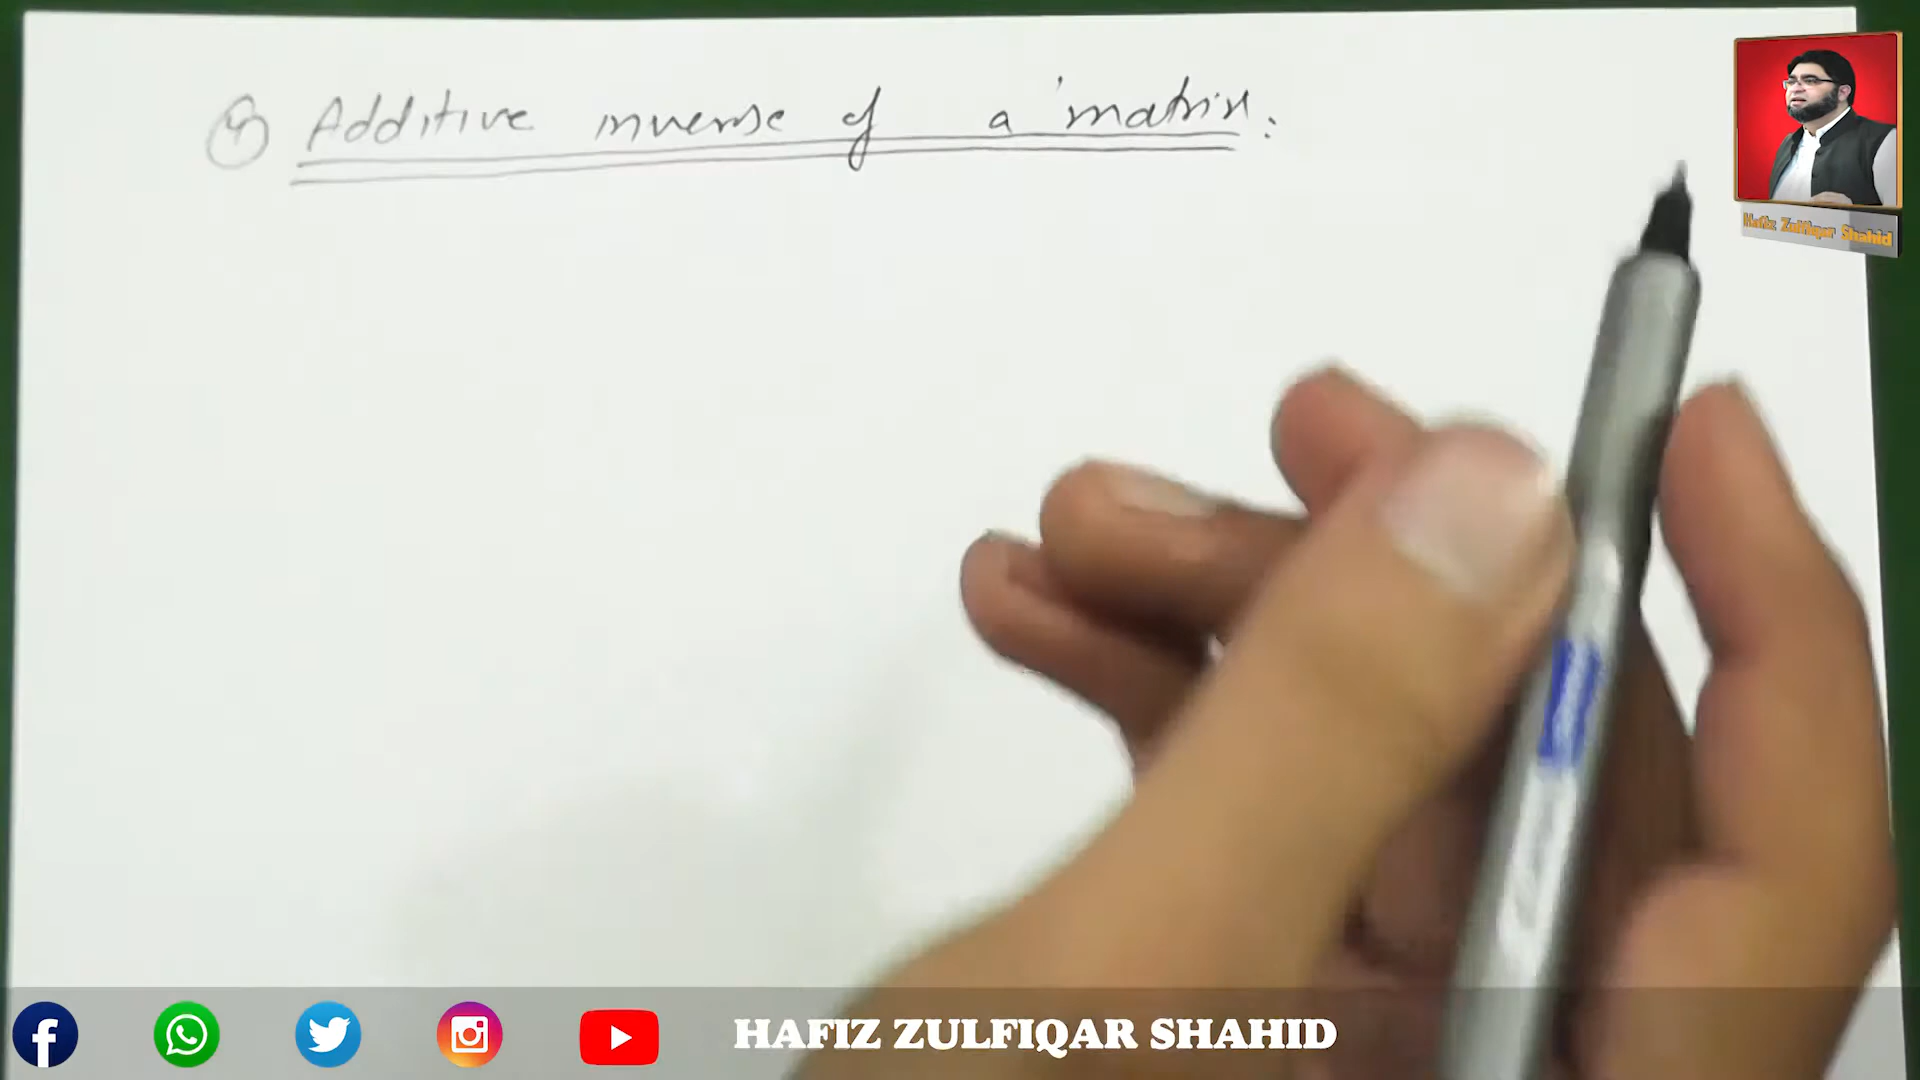 ④ Additive inverse of a matrix:
Hafiz Zulfiqar Shahid
HAFIZ ZULFIQAR SHAHID